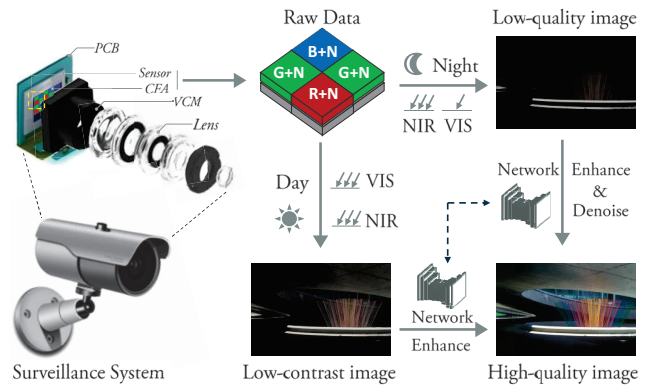 Raw Data
Low-quality image
PCB
Sensor
CFA
VCM
Lens
B+N
G+N
G+N
R+N
Night
NIR VIS
Day
VIS
NIR
Network
Enhance
&
Denoise
Network
Enhance
Surveillance System
Low-contrast image
High-quality image